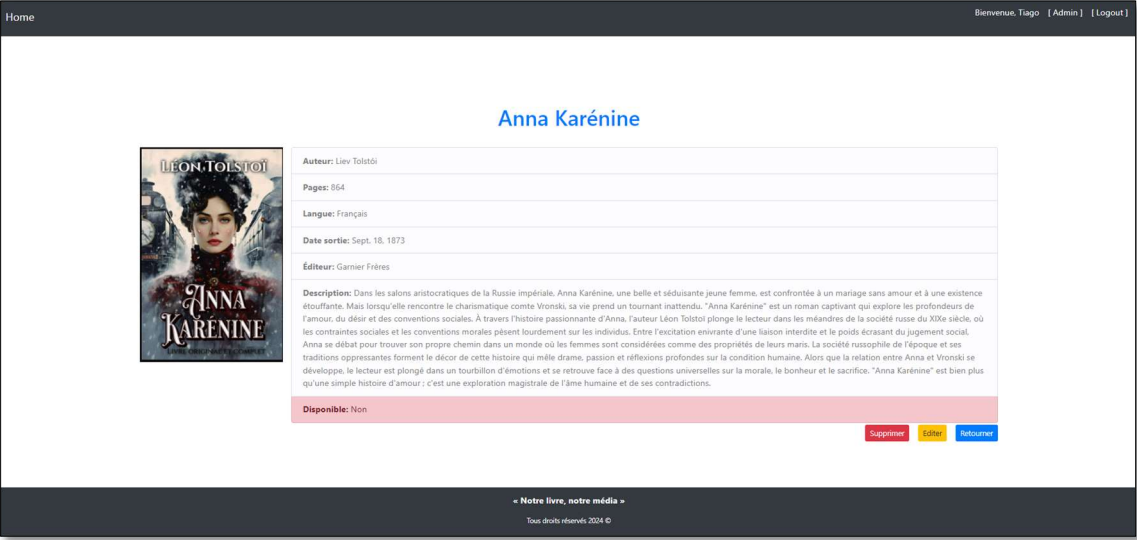 Home
Bienvenue, Tiago [ Admin ] [ Logout ]
Anna Karénine
LÉON TOLSTOÏ
ANNA
KARÉNINE
LIVRE ORIGINAL ET COMPLET
Auteur: Liev Tolstöi
Pages: 864
Langue: Français
Date sortie: Sept. 18, 1873
Éditeur: Garnier Frères
Description: Dans les salons aristocratiques de la Russie impériale, Anna Karénine, une belle et séduisante jeune femme, est confrontée à un mariage sans amour et à une existence
étouffante. Mais lorsqu'elle rencontre le charismatique comte Vronski, sa vie prend un tournant inattendu. "Anna Karénine" est un roman captivant qui explore les profondeurs de
l'amour, du désir et des conventions sociales. À travers l'histoire passionnante d'Anna, l'auteur Léon Tolstoï plonge le lecteur dans les méandres de la société russe du XIXe siècle, où
les contraintes sociales et les conventions morales pèsent lourdement sur les individus. Entre l'excitation enivrante d'une liaison interdite et le poids écrasant du jugement social,
Anna se débat pour trouver son propre chemin dans un monde où les femmes sont considérées comme des propriétés de leurs maris. La société russophile de l'époque et ses
traditions oppressantes forment le décor de cette histoire qui mêle drame, passion et réflexions profondes sur la condition humaine. Alors que la relation entre Anna et Vronski se
développe, le lecteur est plongé dans un tourbillon d'émotions et se retrouve face à des questions universelles sur la morale, le bonheur et le sacrifice. "Anna Karénine" est bien plus
qu'une simple histoire d'amour ; c'est une exploration magistrale de l'âme humaine et de ses contradictions.
Disponible: Non
Supprimer Editer Retourner
« Notre livre, notre média »
Tous droits réservés 2024 ©